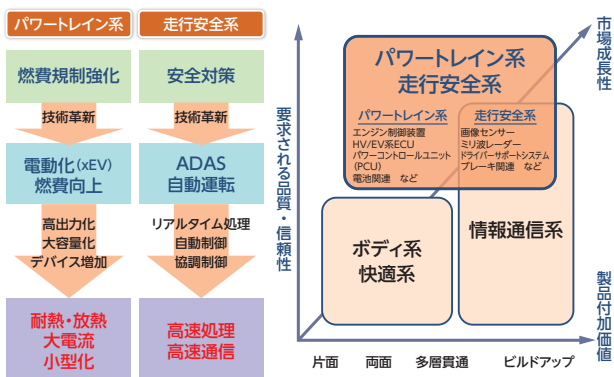 パワートレイン系
走行安全系
燃費規制強化
安全対策
技術革新
技術革新
電動化(xEV)
燃費向上
ADAS
自動運転
高出力化
大容量化
デバイス増加
リアルタイム処理
自動制御
協調制御
耐熱・放熱
大電流
小型化
高速処理
高速通信
要求される品質・信頼性
市場成長性
パワートレイン系
走行安全系
パワートレイン系
エンジン制御装置
HV/EV系ECU
パワーコントロールユニット
(PCU)
電池関連 など
走行安全系
画像センサー
ミリ波レーダー
ドライバーサポートシステム
ブレーキ関連 など
ボディ系
快適系
情報通信系
製品付加価値
片面
両面
多層貫通
ビルドアップ